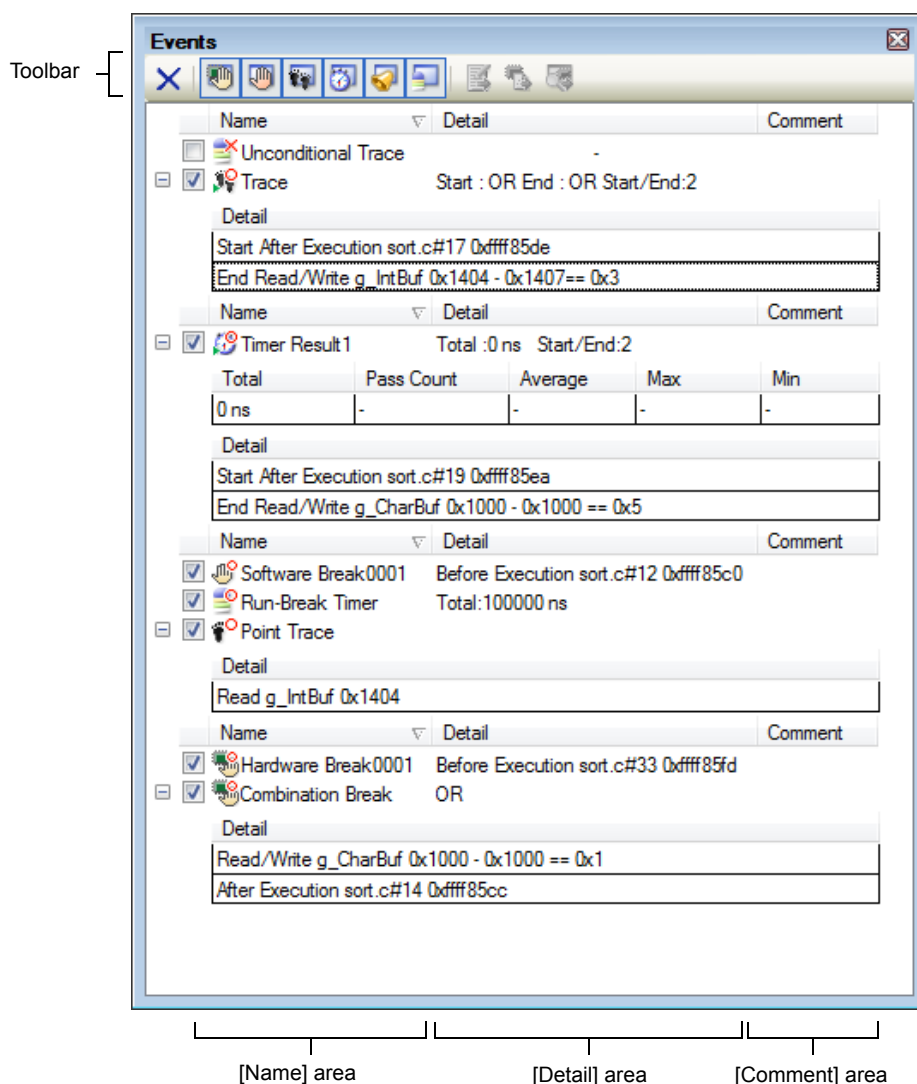 Events
Toolbar
Name Detail Comment
Unconditional Trace -
Trace Start : OR End : OR Start/End:2
Detail
Start After Execution sort.c#17 0xffff85de
End Read/Write g_IntBuf 0x1404 - 0x1407== 0x3
Name Detail Comment
Timer Result1 Total :0 ns Start/End:2
Total Pass Count Average Max Min
0 ns - - - -
Detail
Start After Execution sort.c#19 0xffff85ea
End Read/Write g_CharBuf 0x1000 - 0x1000 == 0x5
Name Detail Comment
Software Break0001 Before Execution sort.c#12 0xffff85c0
Run-Break Timer Total:100000 ns
Point Trace
Detail
Read g_IntBuf 0x1404
Name Detail Comment
Hardware Break0001 Before Execution sort.c#33 0xffff85fd
Combination Break OR
Detail
Read/Write g_CharBuf 0x1000 - 0x1000 == 0x1
After Execution sort.c#14 0xffff85cc
[Name] area [Detail] area [Comment] area